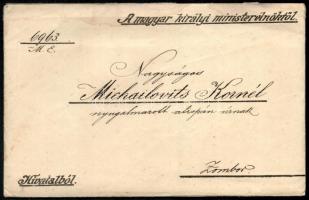 A magyar királyi ministerelnöktől.
6963
M. E.
Nagyságos
Michailovits Kornél
nyugalmazott alispán úrnak
Zombor
Hivatalból.